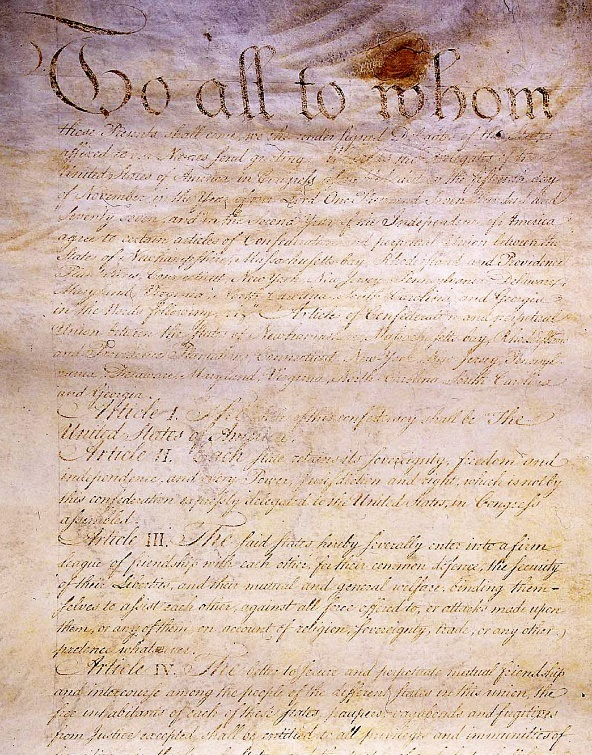 To all to whom
these Presents shall come, we the under signed Delegates of the States
affixed to our Names send greeting. Whereas the Delegates of the
United States of America in Congress assembled did on the fifteenth day
of November in the Year of our Lord One Thousand Seven Hundred and
Seventy seven, and in the Second Year of the Independence of America
agree to certain articles of Confederation and perpetual Union between the
States of Newhampshire, Massachusetts-bay, Rhodeisland and Providence
Plantations, Connecticut, New York, New Jersey, Pennsylvania, Delaware,
Maryland, Virginia, North Carolina, South Carolina, and Georgia
in the Words following, viz. Articles of Confederation and perpetual
Union between the States of Newhampshire, Massachusetts-bay, Rhodeisland
and Providence Plantations, Connecticut, New York, New Jersey, Pennsyl-
vania, Delaware, Maryland, Virginia, North Carolina, South Carolina
and Georgia.
Article I. The of this confederacy shall be "The
United States of America."
Article II. Each state retains its sovereignty, freedom and
independence, and every Power, Jurisdiction and right, which is not by
this confederation expressly delegated to the United States, in Congress
assembled.
Article III. The said states hereby severally enter into a firm
league of friendship with each other, for their common defence, the security
of their Liberties, and their mutual and general welfare, binding them-
selves to assist each other, against all force offered to, or attacks made upon
them, or any of them, on account of religion, sovereignty, trade, or any other
pretence whatever.
Article IV. The better to secure and perpetuate mutual friendship
and intercourse among the people of the different states in this union, the
free inhabitants of each of these states, paupers, vagabonds and fugitives
from Justice excepted, shall be entitled to all privileges and immunities of